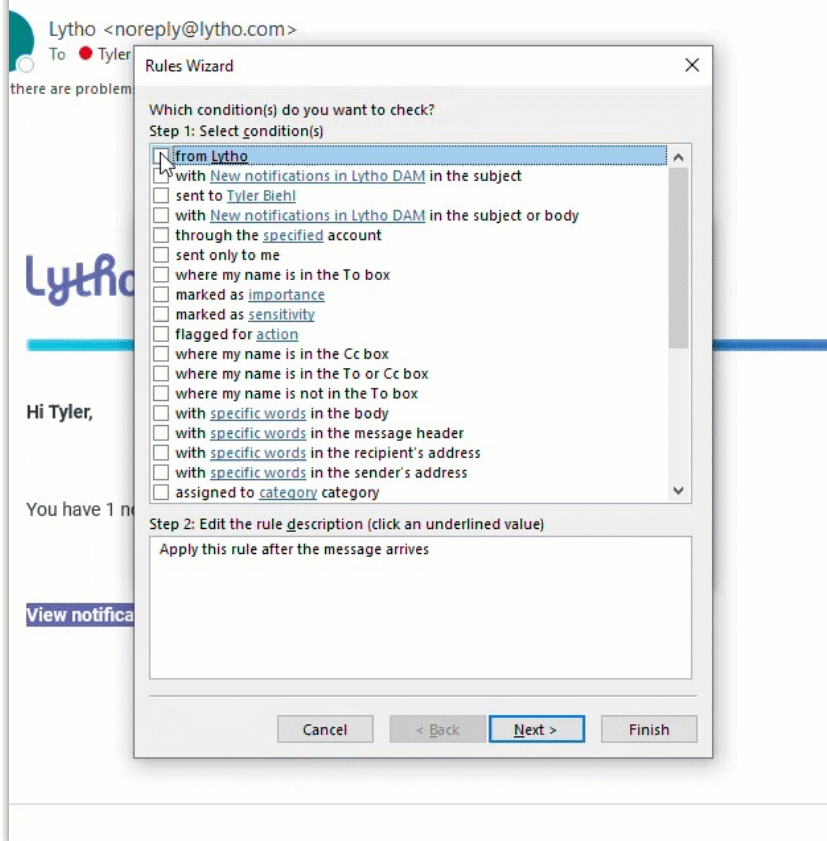 Lytho <noreply@lytho.com>
To Tyler
there are problem
Rules Wizard
Which condition(s) do you want to check?
Step 1: Select condition(s)
from Lytho
with New notifications in Lytho DAM in the subject
sent to Tyler Biehl
with New notifications in Lytho DAM in the subject or body
through the specified account
sent only to me
where my name is in the To box
marked as importance
marked as sensitivity
flagged for action
where my name is in the Cc box
where my name is in the To or Cc box
where my name is not in the To box
with specific words in the body
with specific words in the message header
with specific words in the recipient's address
with specific words in the sender's address
assigned to category category
Lytho
Hi Tyler,
You have 1 no
View notifica
Step 2: Edit the rule description (click an underlined value)
Apply this rule after the message arrives
Cancel
< Back
Next >
Finish